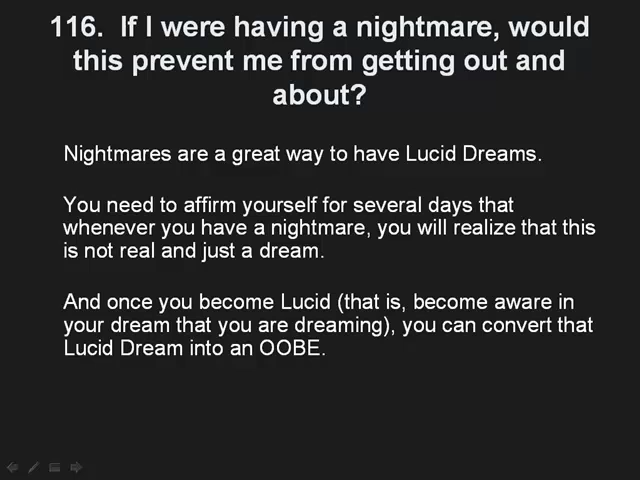 116.  If I were having a nightmare, would
this prevent me from getting out and
about?
Nightmares are a great way to have Lucid Dreams.
You need to affirm yourself for several days that
whenever you have a nightmare, you will realize that this
is not real and just a dream.
And once you become Lucid (that is, become aware in
your dream that you are dreaming), you can convert that
Lucid Dream into an OOBE.